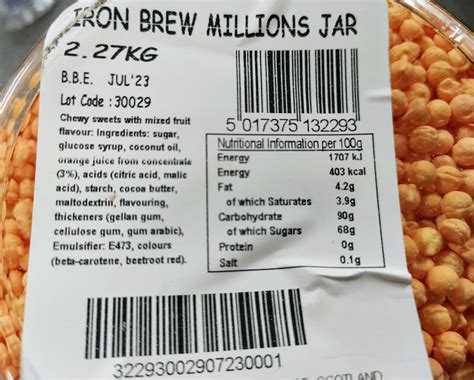 IRON BREW MILLIONS JAR
2.27KG
B.B.E. JUL'23
Lot Code : 30029
Chewy sweets with mixed fruit
flavour: Ingredients: sugar,
glucose syrup, coconut oil,
orange juice from concentrate
(3%), acids (citric acid, malic
acid), starch, cocoa butter,
maltodextrin, flavouring,
thickeners (gellan gum,
cellulose gum, gum arabic),
Emulsifier: E473, colours
(beta-carotene, beetroot red).
5 017375 132293
Nutritional Information per 100g
Energy 1707 kJ
Energy 403 kcal
Fat 4.2g
of which Saturates 3.9g
Carbohydrate 90g
of which Sugars 68g
Protein 0g
Salt 0.1g
32293002907230001
SCOTLAND